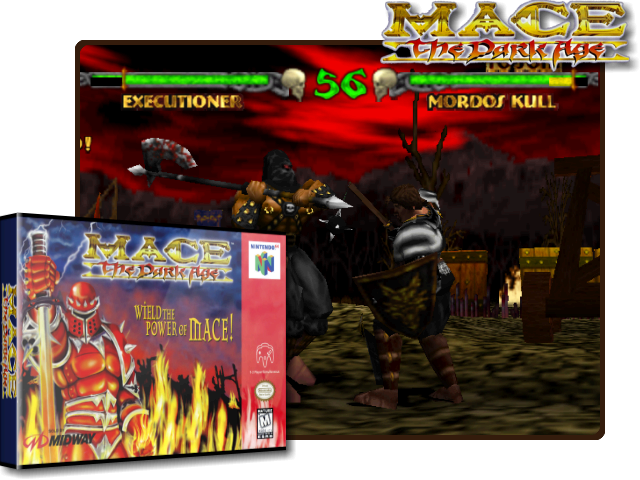 MACE
The Dark Age
56
EXECUTIONER
MORDOS KULL
MACE
The Dark Age
NINTENDO 64
WIELD THE
POWER OF MACE!
MIDWAY
MATURE
M